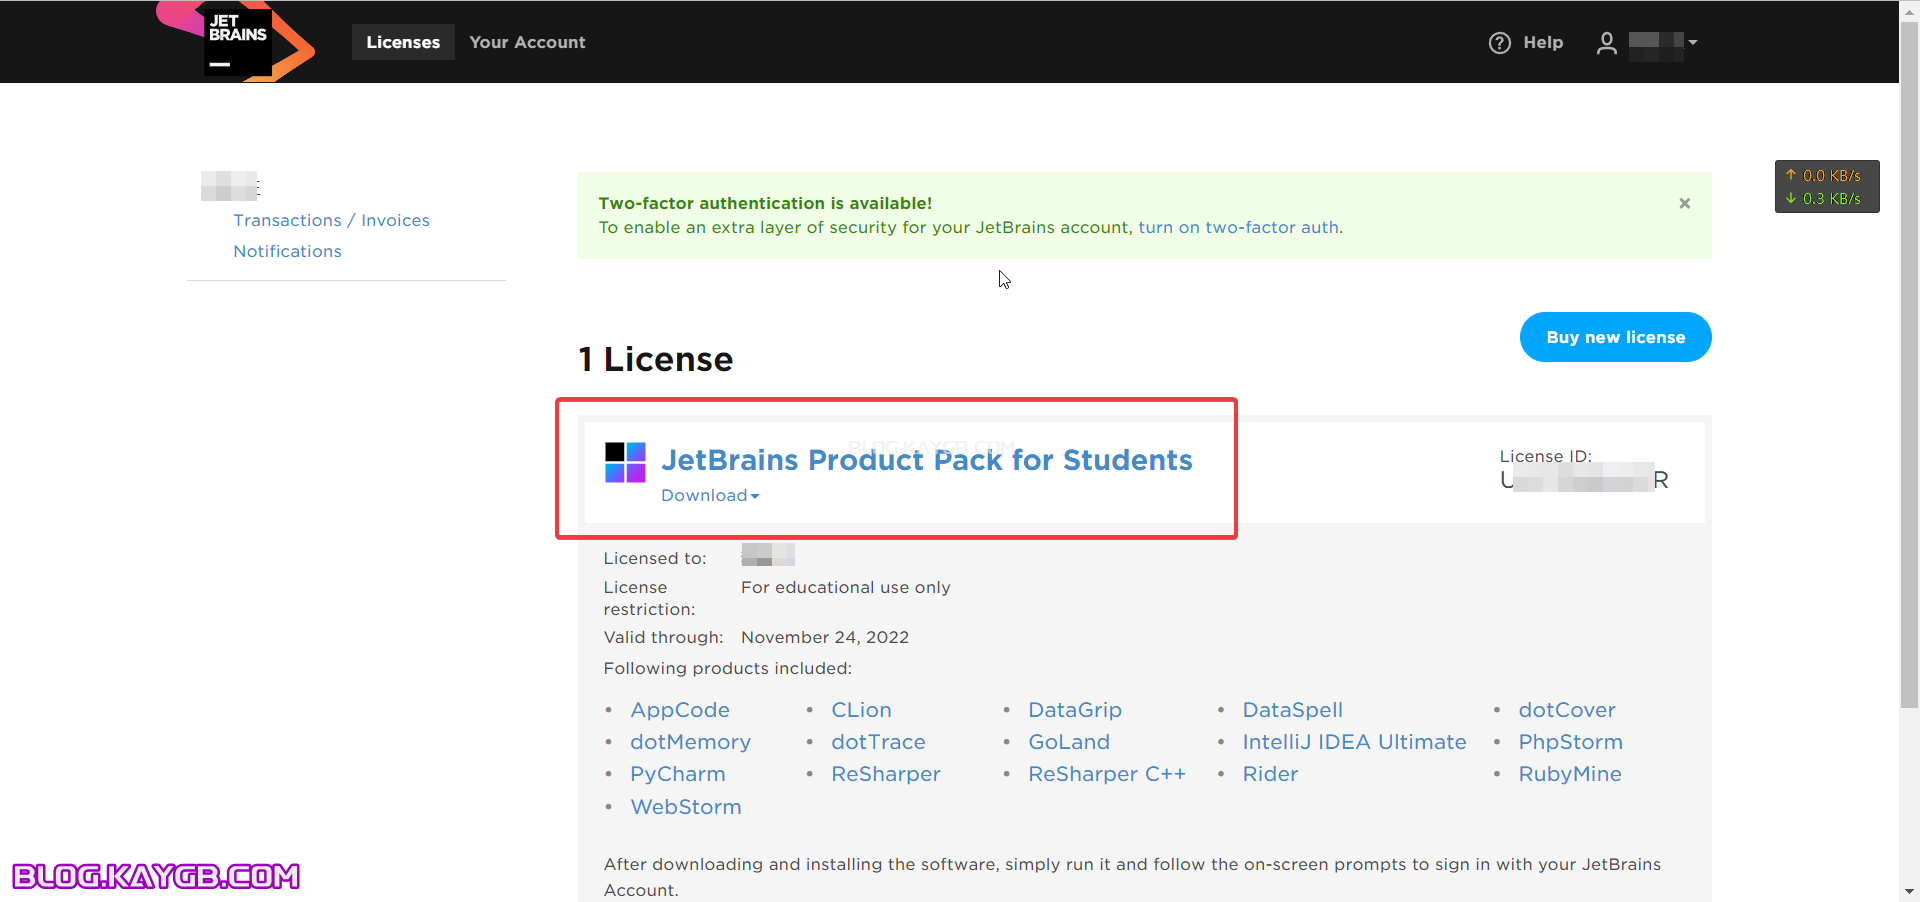 JET
BRAINS
Licenses
Your Account
Help
Transactions / Invoices
Notifications
Two-factor authentication is available!
To enable an extra layer of security for your JetBrains account, turn on two-factor auth.
×
↑ 0.0 KB/s
↓ 0.3 KB/s
1 License
Buy new license
BLOG.KAYGB.COM
JetBrains Product Pack for Students
Download
License ID:
U R
Licensed to:
License restriction:
For educational use only
Valid through:
November 24, 2022
Following products included:
• AppCode • CLion • DataGrip • DataSpell • dotCover
• dotMemory • dotTrace • GoLand • IntelliJ IDEA Ultimate • PhpStorm
• PyCharm • ReSharper • ReSharper C++ • Rider • RubyMine
• WebStorm
After downloading and installing the software, simply run it and follow the on-screen prompts to sign in with your JetBrains
Account.
BLOG.KAYGB.COM